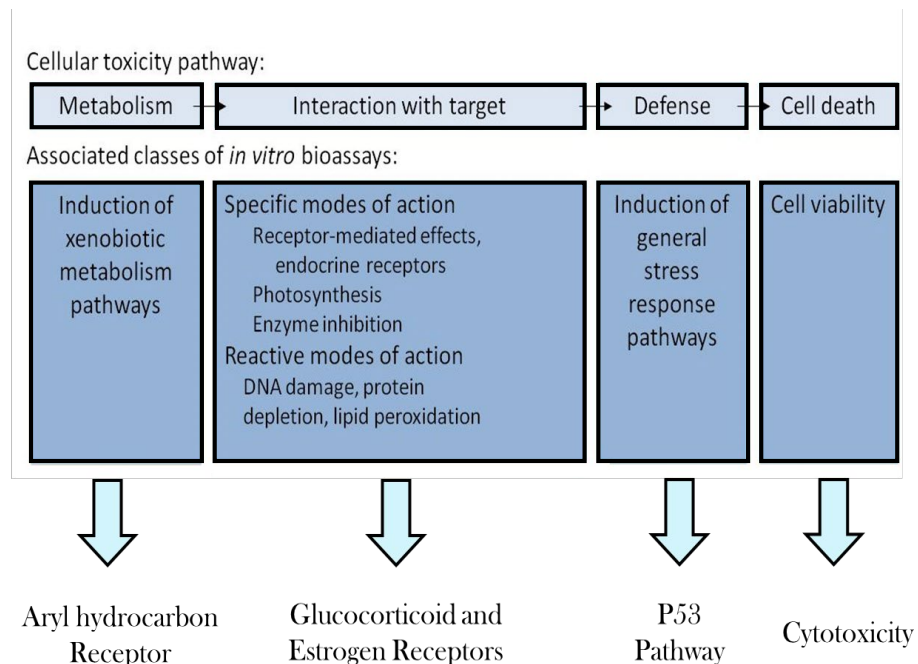 Cellular toxicity pathway:
Metabolism
Interaction with target
Defense
Cell death
Associated classes of in vitro bioassays:
Induction of
xenobiotic
metabolism
pathways
Specific modes of action
Receptor-mediated effects,
endocrine receptors
Photosynthesis
Enzyme inhibition
Reactive modes of action
DNA damage, protein
depletion, lipid peroxidation
Induction of
general
stress
response
pathways
Cell viability
Aryl hydrocarbon
Receptor
Glucocorticoid and
Estrogen Receptors
P53
Pathway
Cytotoxicity